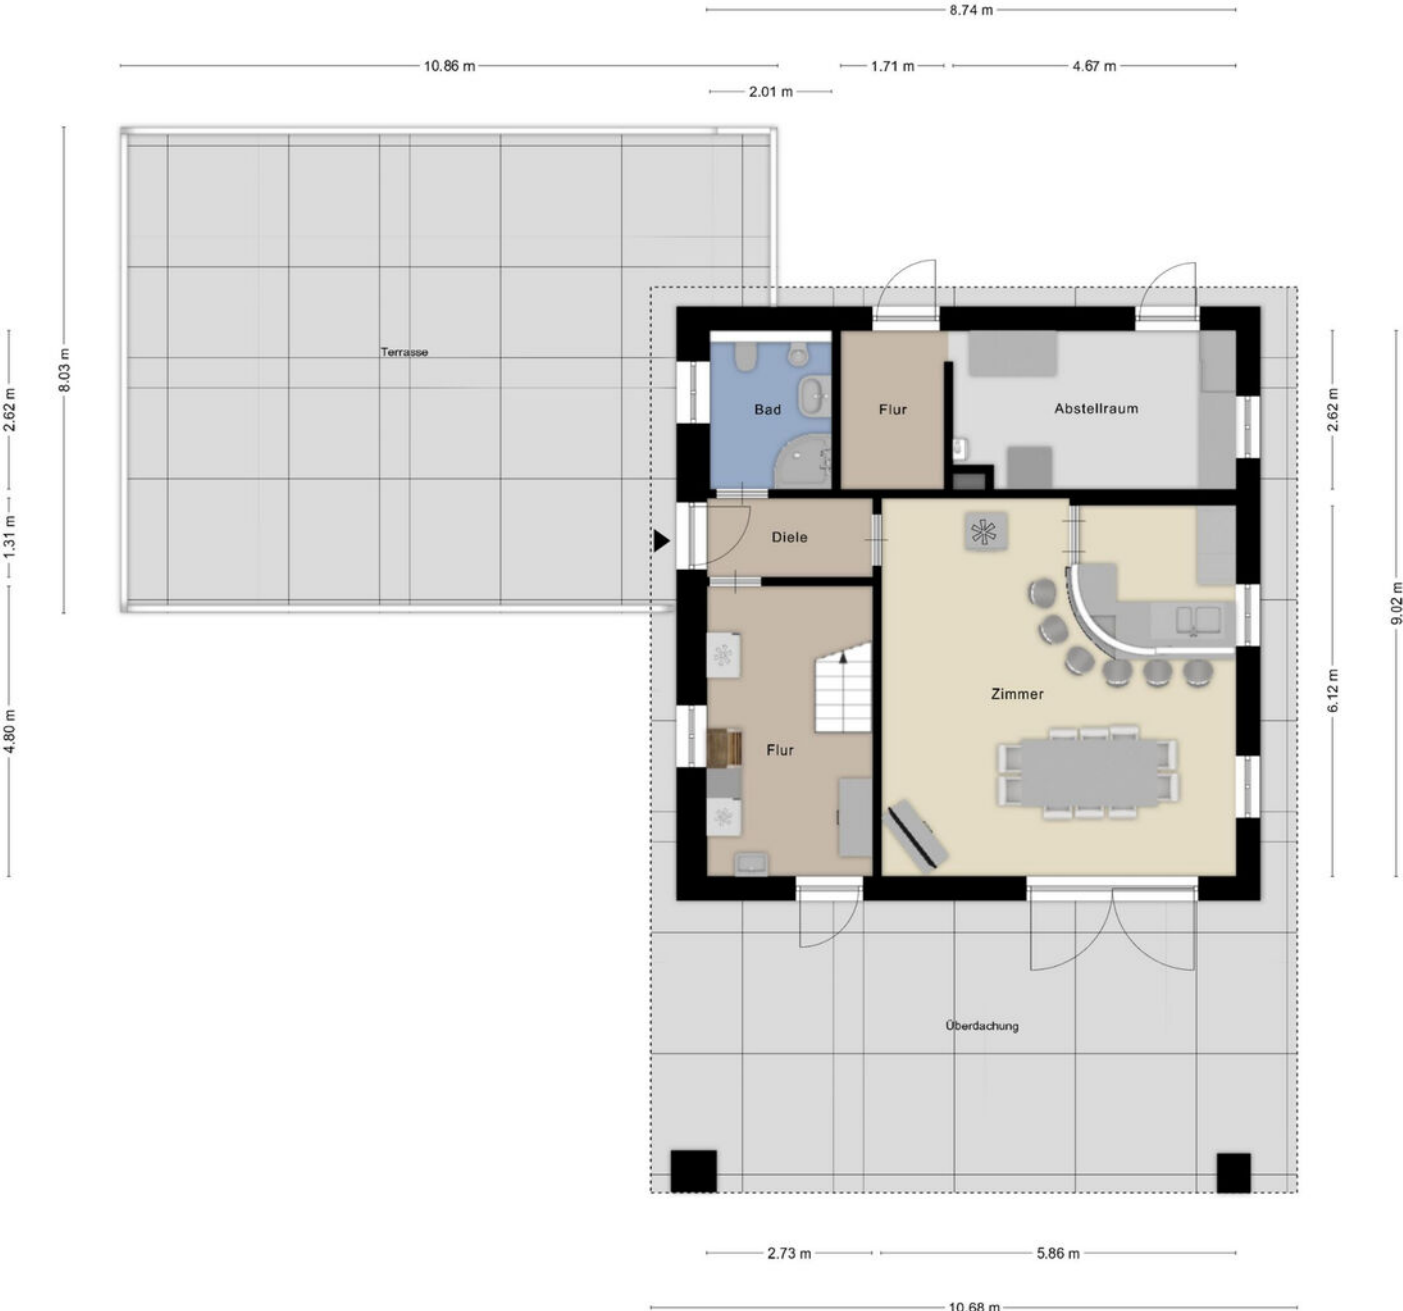 8.74 m
10.86 m
1.71 m
4.67 m
2.01 m
8.03 m
Terrasse
2.62 m
Bad
Flur
Abstellraum
2.62 m
1.31 m
Diele
9.02 m
Zimmer
6.12 m
4.80 m
Flur
Überdachung
2.73 m
5.86 m
10.68 m